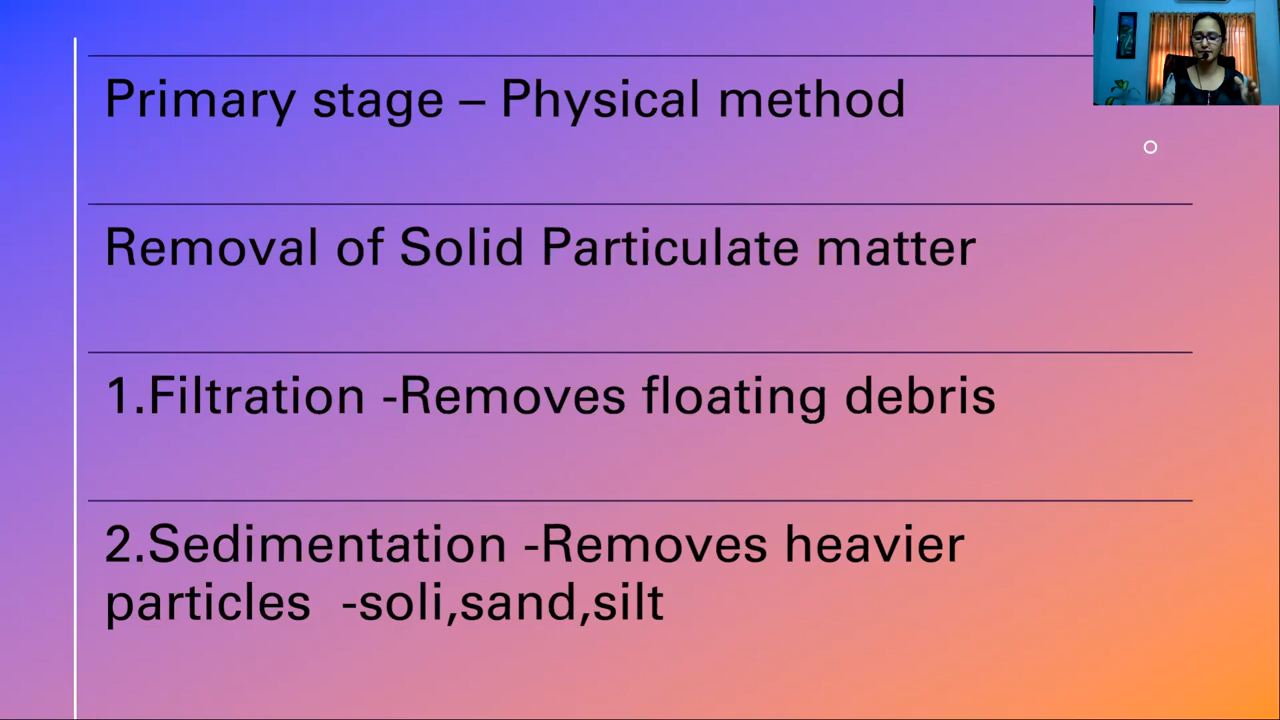 Primary stage – Physical method
Removal of Solid Particulate matter
1.Filtration -Removes floating debris
2.Sedimentation -Removes heavier
particles  -soli,sand,silt